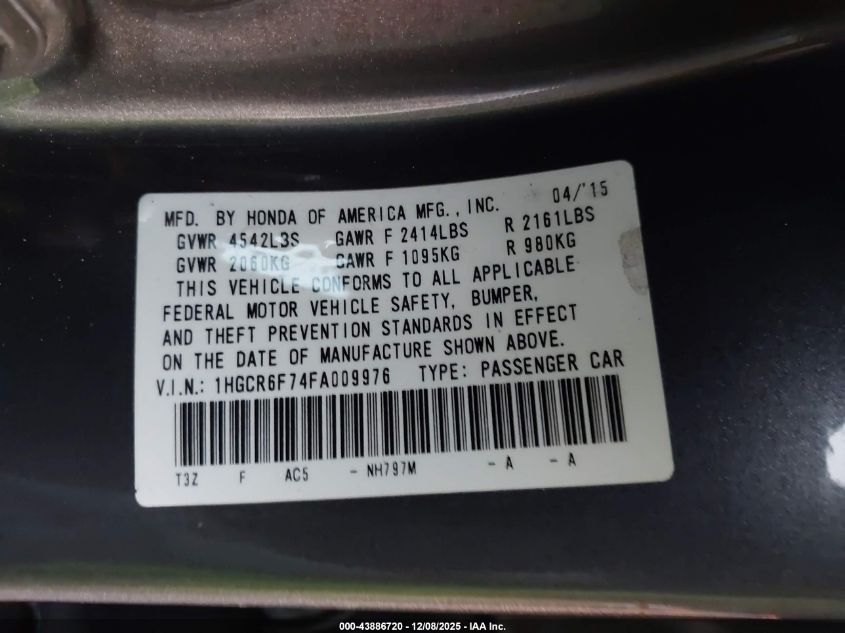 MFD. BY HONDA OF AMERICA MFG., INC. 04/'15
GVWR 4542LBS GAWR F 2414LBS R 2161LBS
GVWR 2060KG GAWR F 1095KG R 980KG
THIS VEHICLE CONFORMS TO ALL APPLICABLE
FEDERAL MOTOR VEHICLE SAFETY, BUMPER,
AND THEFT PREVENTION STANDARDS IN EFFECT
ON THE DATE OF MANUFACTURE SHOWN ABOVE.
V.I.N.: 1HGCR6F74FA009976 TYPE: PASSENGER CAR
T3Z F AC5 - NH797M - A - A
000-43886720 - 12/08/2025 - IAA Inc.